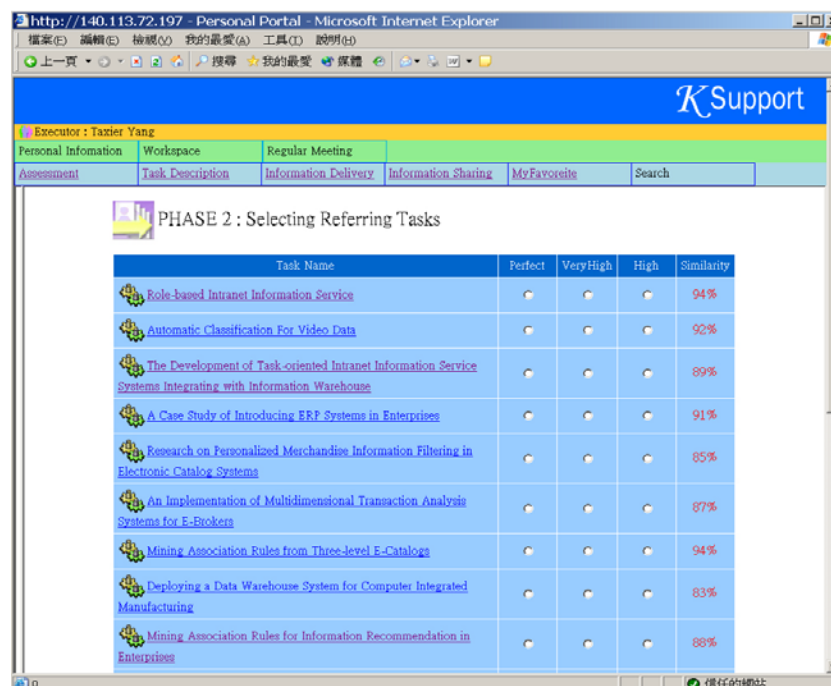 http://140.113.72.197 - Personal Portal - Microsoft Internet Explorer
檔案(F) 編輯(E) 檢視(V) 我的最愛(A) 工具(T) 說明(H)
上一頁 搜尋 我的最愛 媒體
K Support
Executor : Taxier Yang
Personal Infomation Workspace Regular Meeting
Assessment Task Description Information Delivery Information Sharing MyFavoreite Search
PHASE 2 : Selecting Referring Tasks
Task Name Perfect VeryHigh High Similarity
Role-based Intranet Information Service 94%
Automatic Classification For Video Data 92%
The Development of Task-oriented Intranet Information Service
Systems Integrating with Information Warehouse 89%
A Case Study of Introducing ERP Systems in Enterprises 91%
Research on Personalized Merchandise Information Filtering in
Electronic Catalog Systems 85%
An Implementation of Multidimensional Transaction Analysis
Systems for E-Brokers 87%
Mining Association Rules from Three-level E-Catalogs 94%
Deploying a Data Warehouse System for Computer Integrated
Manufacturing 83%
Mining Association Rules for Information Recommendation in
Enterprises 88%
信任的網站